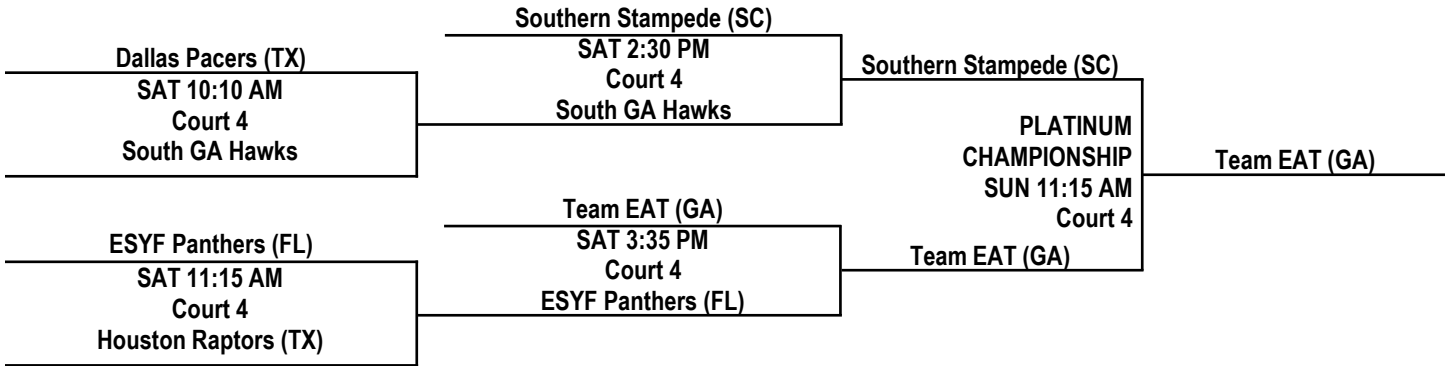 Southern Stampede (SC)
Dallas Pacers (TX)
SAT 2:30 PM
Southern Stampede (SC)
SAT 10:10 AM
Court 4
Court 4
South GA Hawks
South GA Hawks
PLATINUM
CHAMPIONSHIP
SUN 11:15 AM
Court 4
Team EAT (GA)
Team EAT (GA)
ESYF Panthers (FL)
SAT 3:35 PM
Team EAT (GA)
SAT 11:15 AM
Court 4
Court 4
ESYF Panthers (FL)
Houston Raptors (TX)